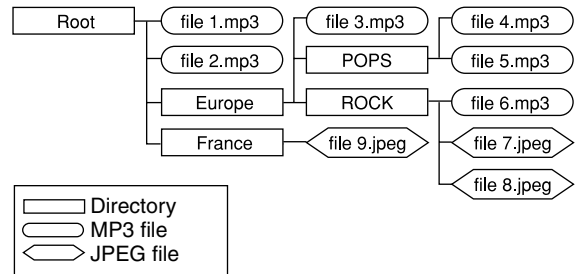 Root file 1.mp3 file 3.mp3 file 4.mp3
file 2.mp3 POPS file 5.mp3
Europe ROCK file 6.mp3
France file 9.jpeg file 7.jpeg
file 8.jpeg
Directory
MP3 file
JPEG file